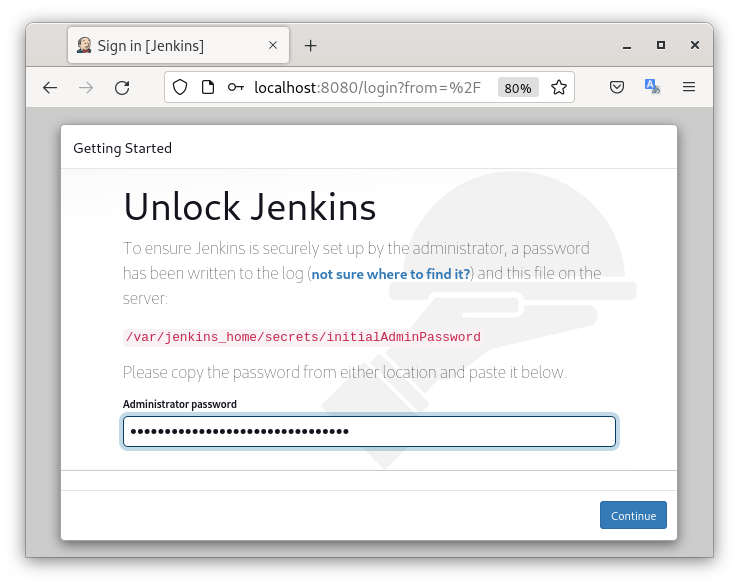 Sign in [Jenkins]
localhost:8080/login?from=%2F 80%
Getting Started
Unlock Jenkins
To ensure Jenkins is securely set up by the administrator, a password
has been written to the log (not sure where to find it?) and this file on the
server:
/var/jenkins_home/secrets/initialAdminPassword
Please copy the password from either location and paste it below.
Administrator password
••••••••••••••••••••••••••••••••
Continue